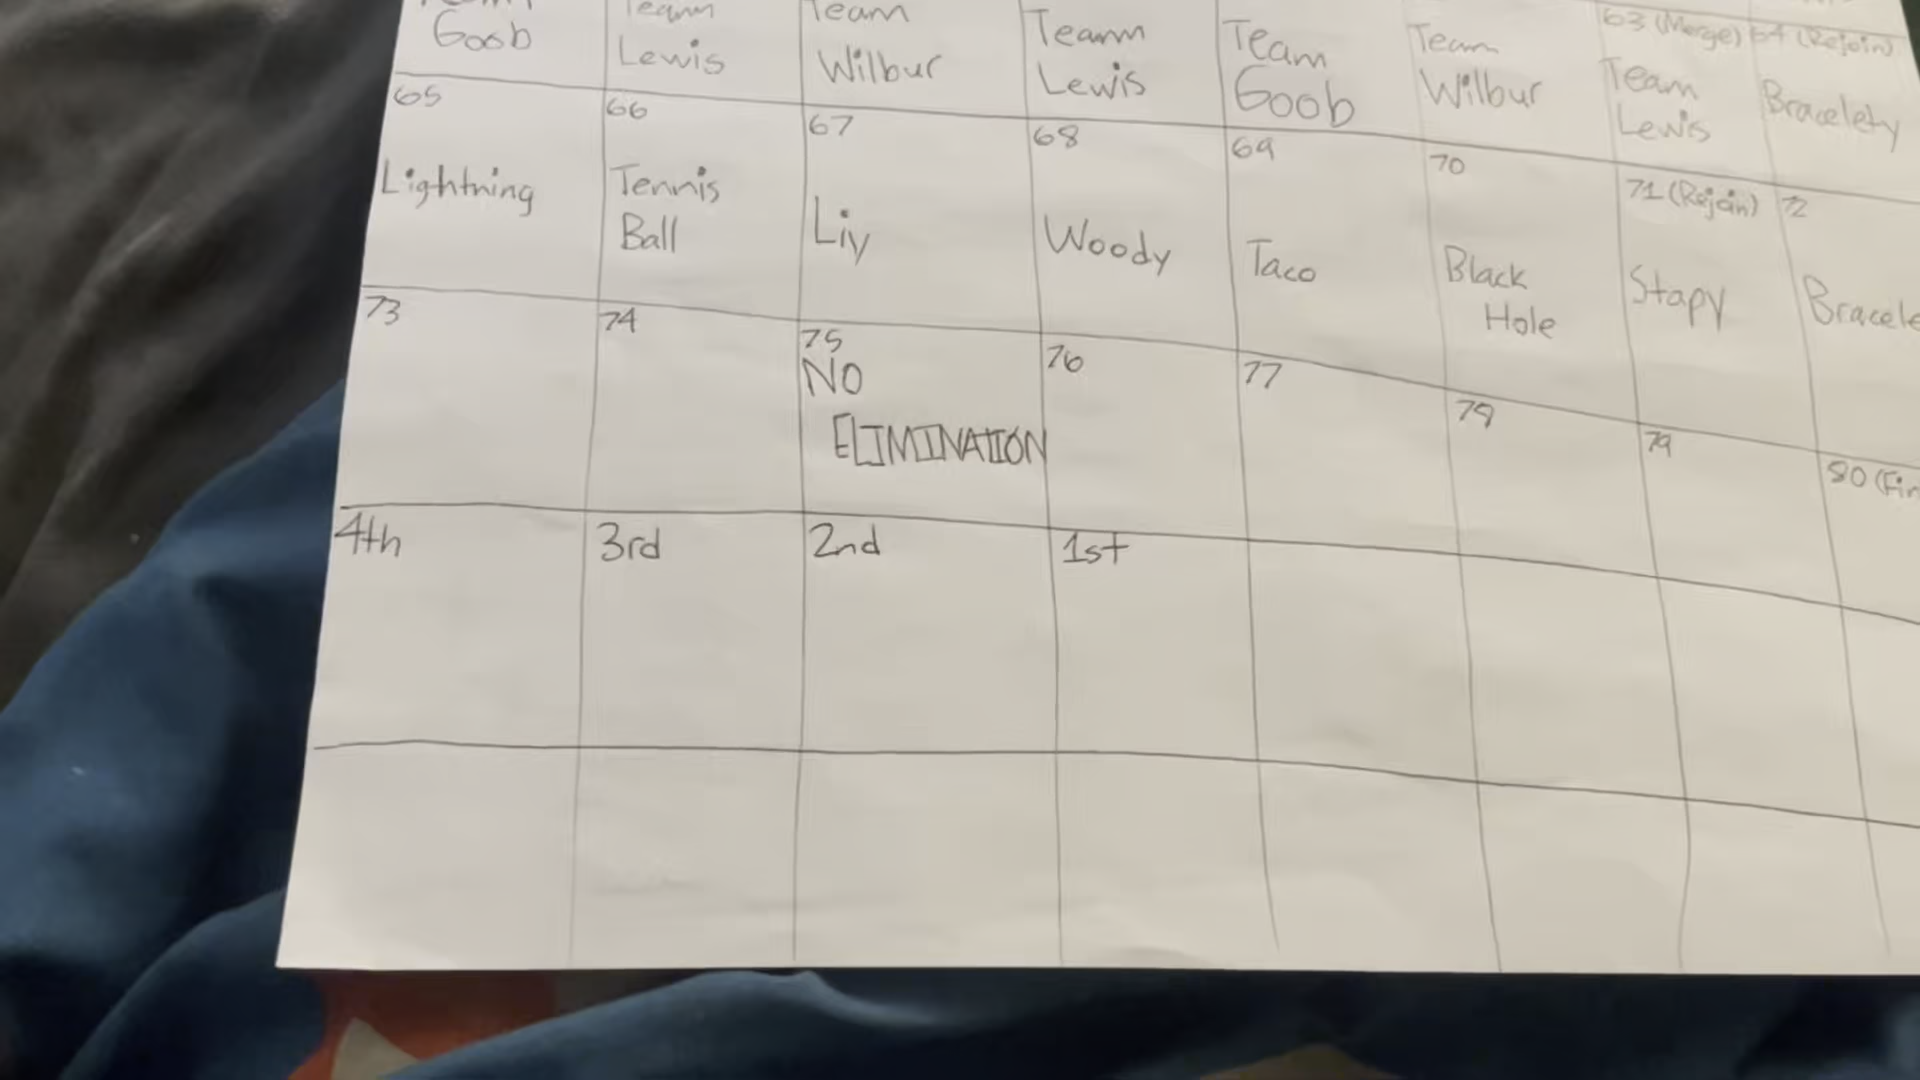 Goob
Team
Lewis
Team
Wilbur
Team
Lewis
Team
Goob
Team
Wilbur
63 (Merge)
Team
Lewis
64 (Rejoin)
Bracelety
65
Lightning
66
Tennis
Ball
67
Liy
68
Woody
69
Taco
70
Black
Hole
71 (Rejoin)
Stapy
72
Bracele
73
74
75
NO
ELIMINATION
76
77
78
79
80 (Fin
4th
3rd
2nd
1st